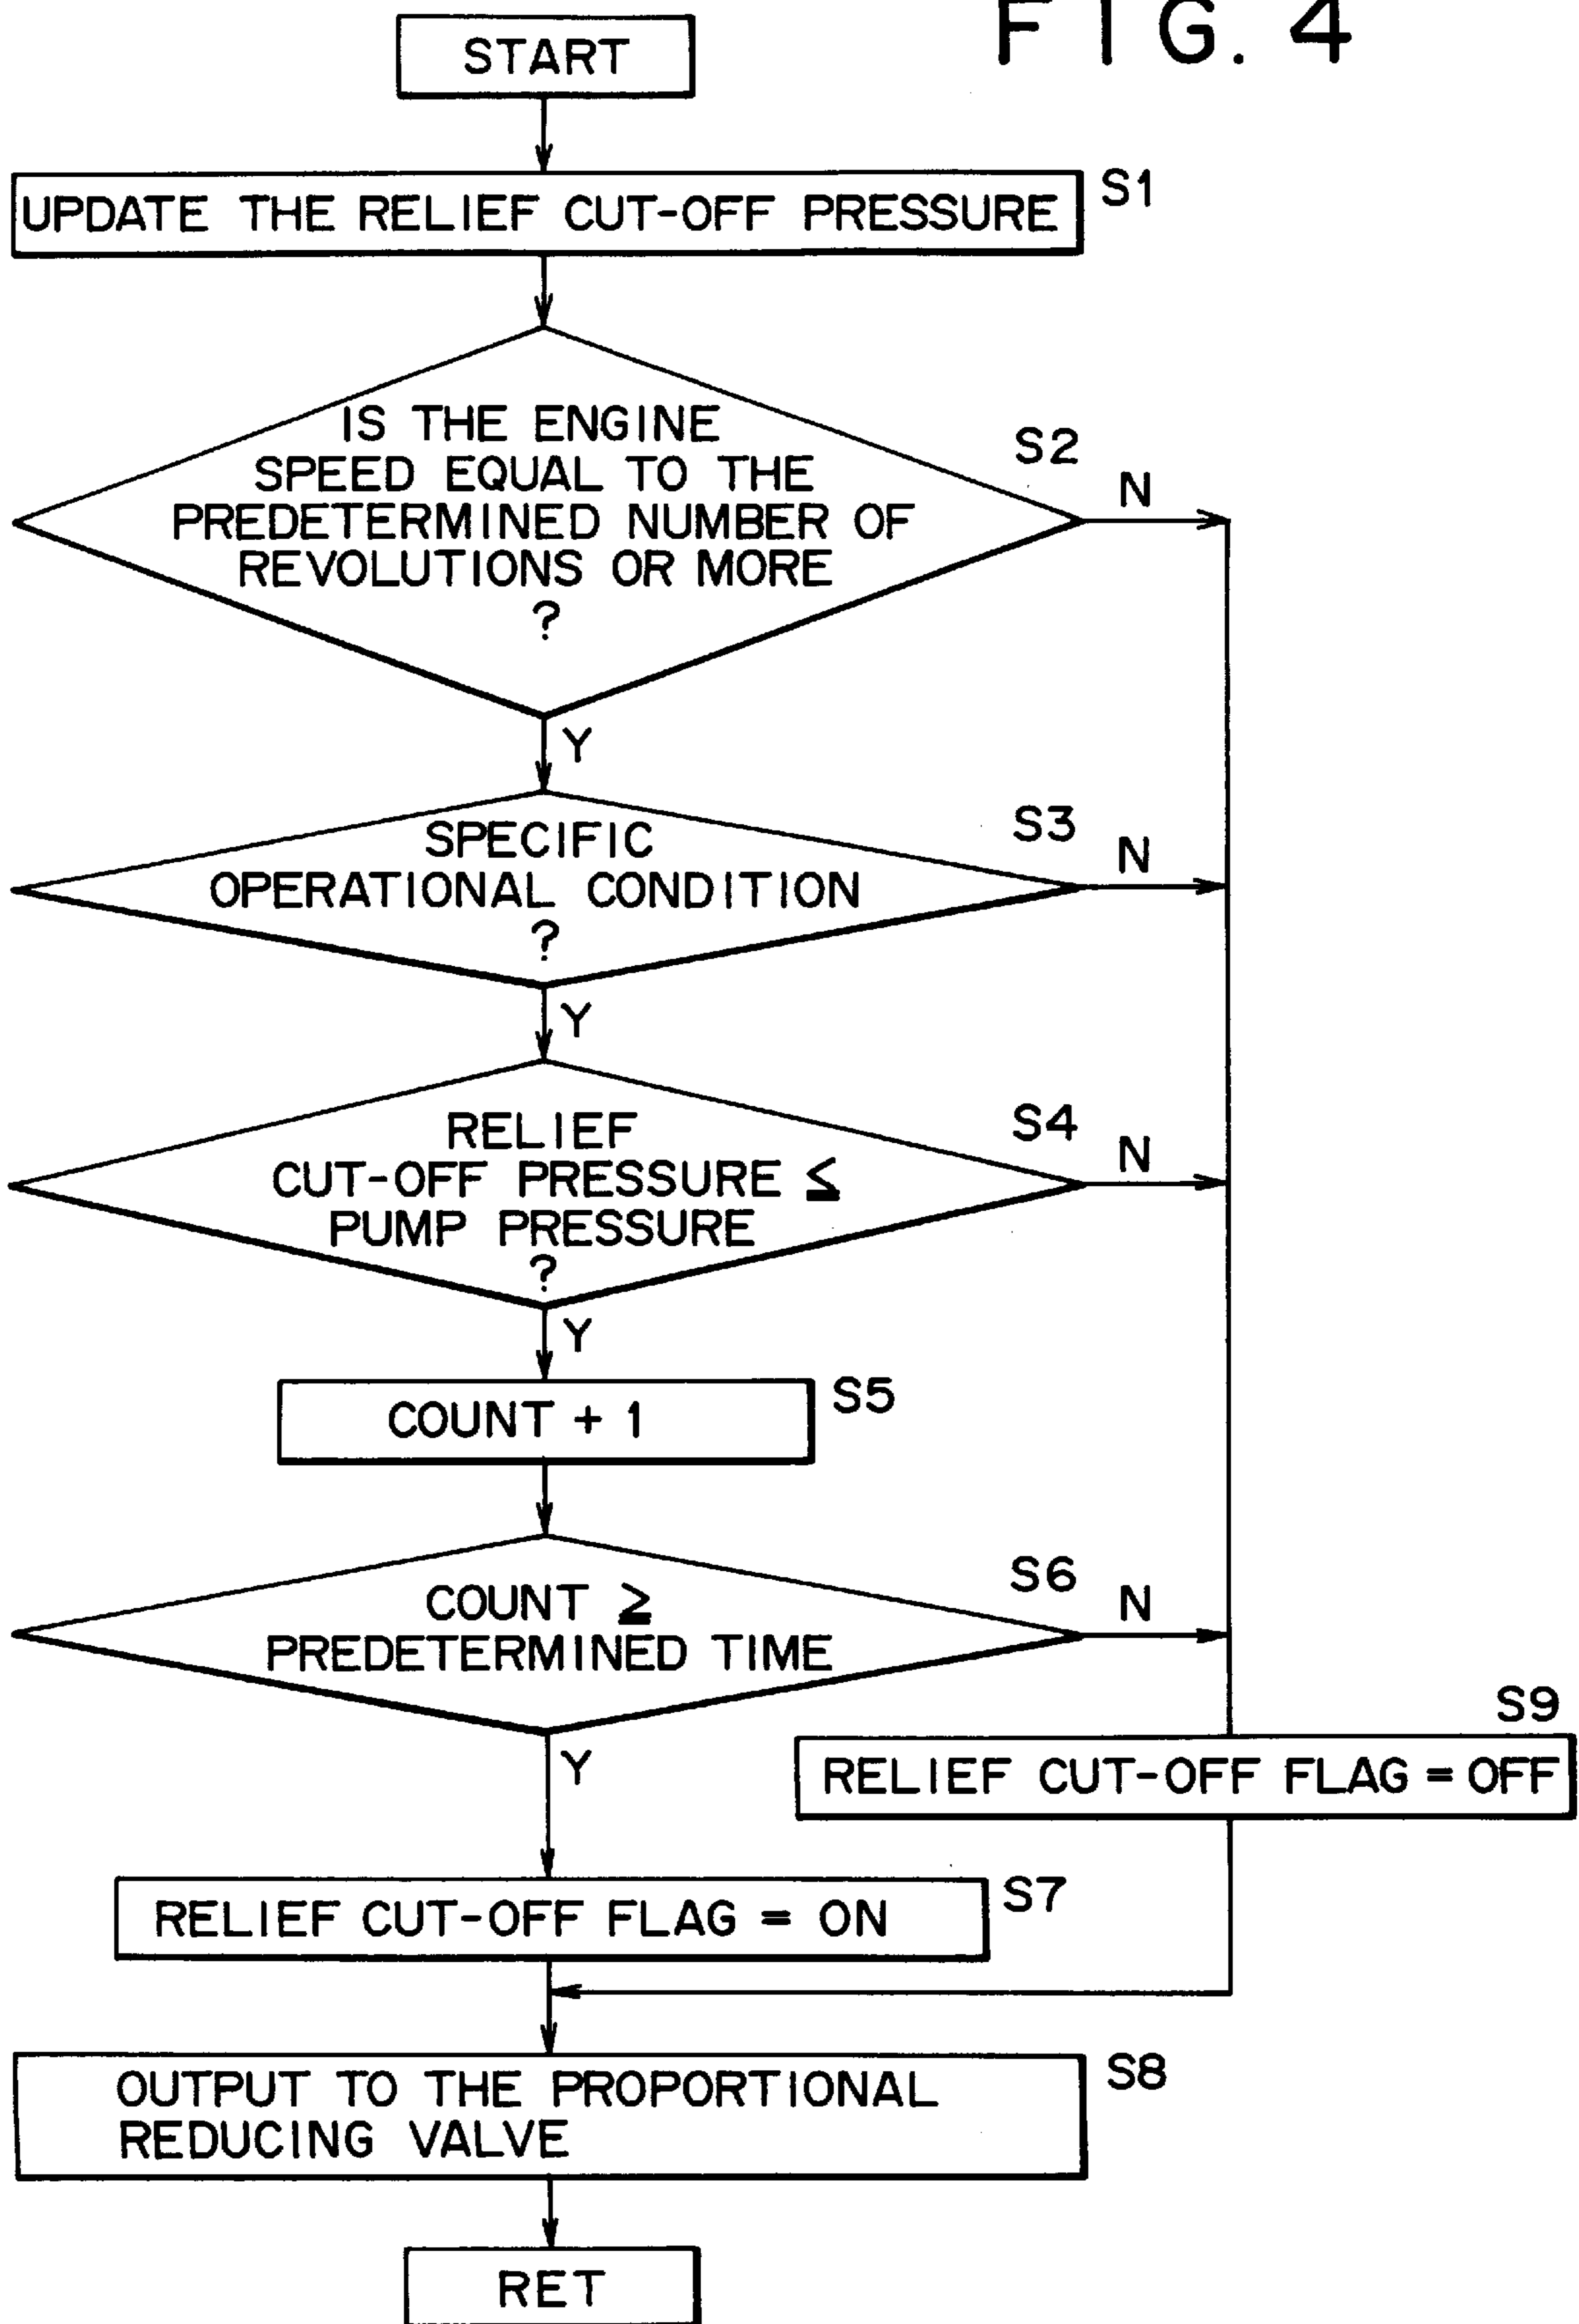 FIG. 4
START
UPDATE THE RELIEF CUT-OFF PRESSURE
S1
IS THE ENGINE
SPEED EQUAL TO THE
PREDETERMINED NUMBER OF
REVOLUTIONS OR MORE
?
S2
N
Y
SPECIFIC
OPERATIONAL CONDITION
?
S3
N
Y
RELIEF
CUT-OFF PRESSURE ≦
PUMP PRESSURE
?
S4
N
Y
COUNT + 1
S5
COUNT ≧
PREDETERMINED TIME
S6
N
Y
S9
RELIEF CUT-OFF FLAG = OFF
RELIEF CUT-OFF FLAG = ON
S7
OUTPUT TO THE PROPORTIONAL
REDUCING VALVE
S8
RET